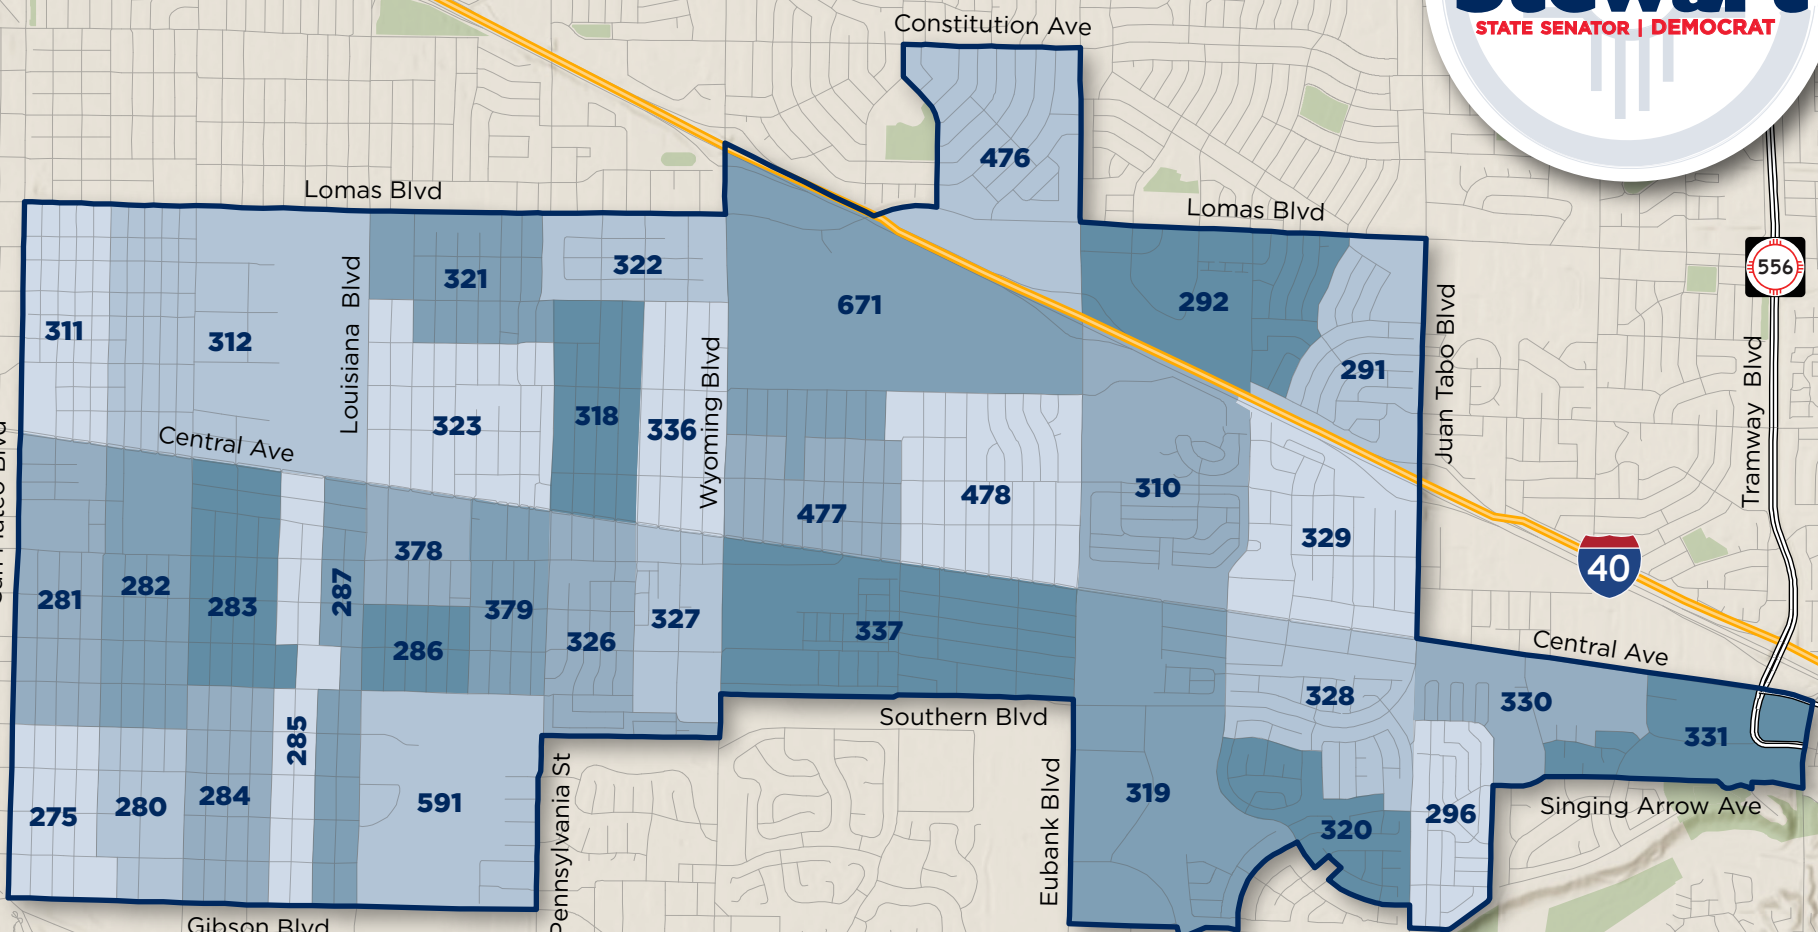 Constitution Ave
STATE SENATOR | DEMOCRAT
476
Lomas Blvd
Lomas Blvd
321
322
671
292
556
311
312
Louisiana Blvd
323
318
336
Wyoming Blvd
291
Juan Tabo Blvd
Tramway Blvd
Central Ave
477
478
310
329
40
281
282
283
287
378
286
379
326
327
337
Central Ave
328
330
331
Southern Blvd
285
275
280
284
591
Pennsylvania St
Eubank Blvd
319
320
296
Singing Arrow Ave
Gibson Blvd